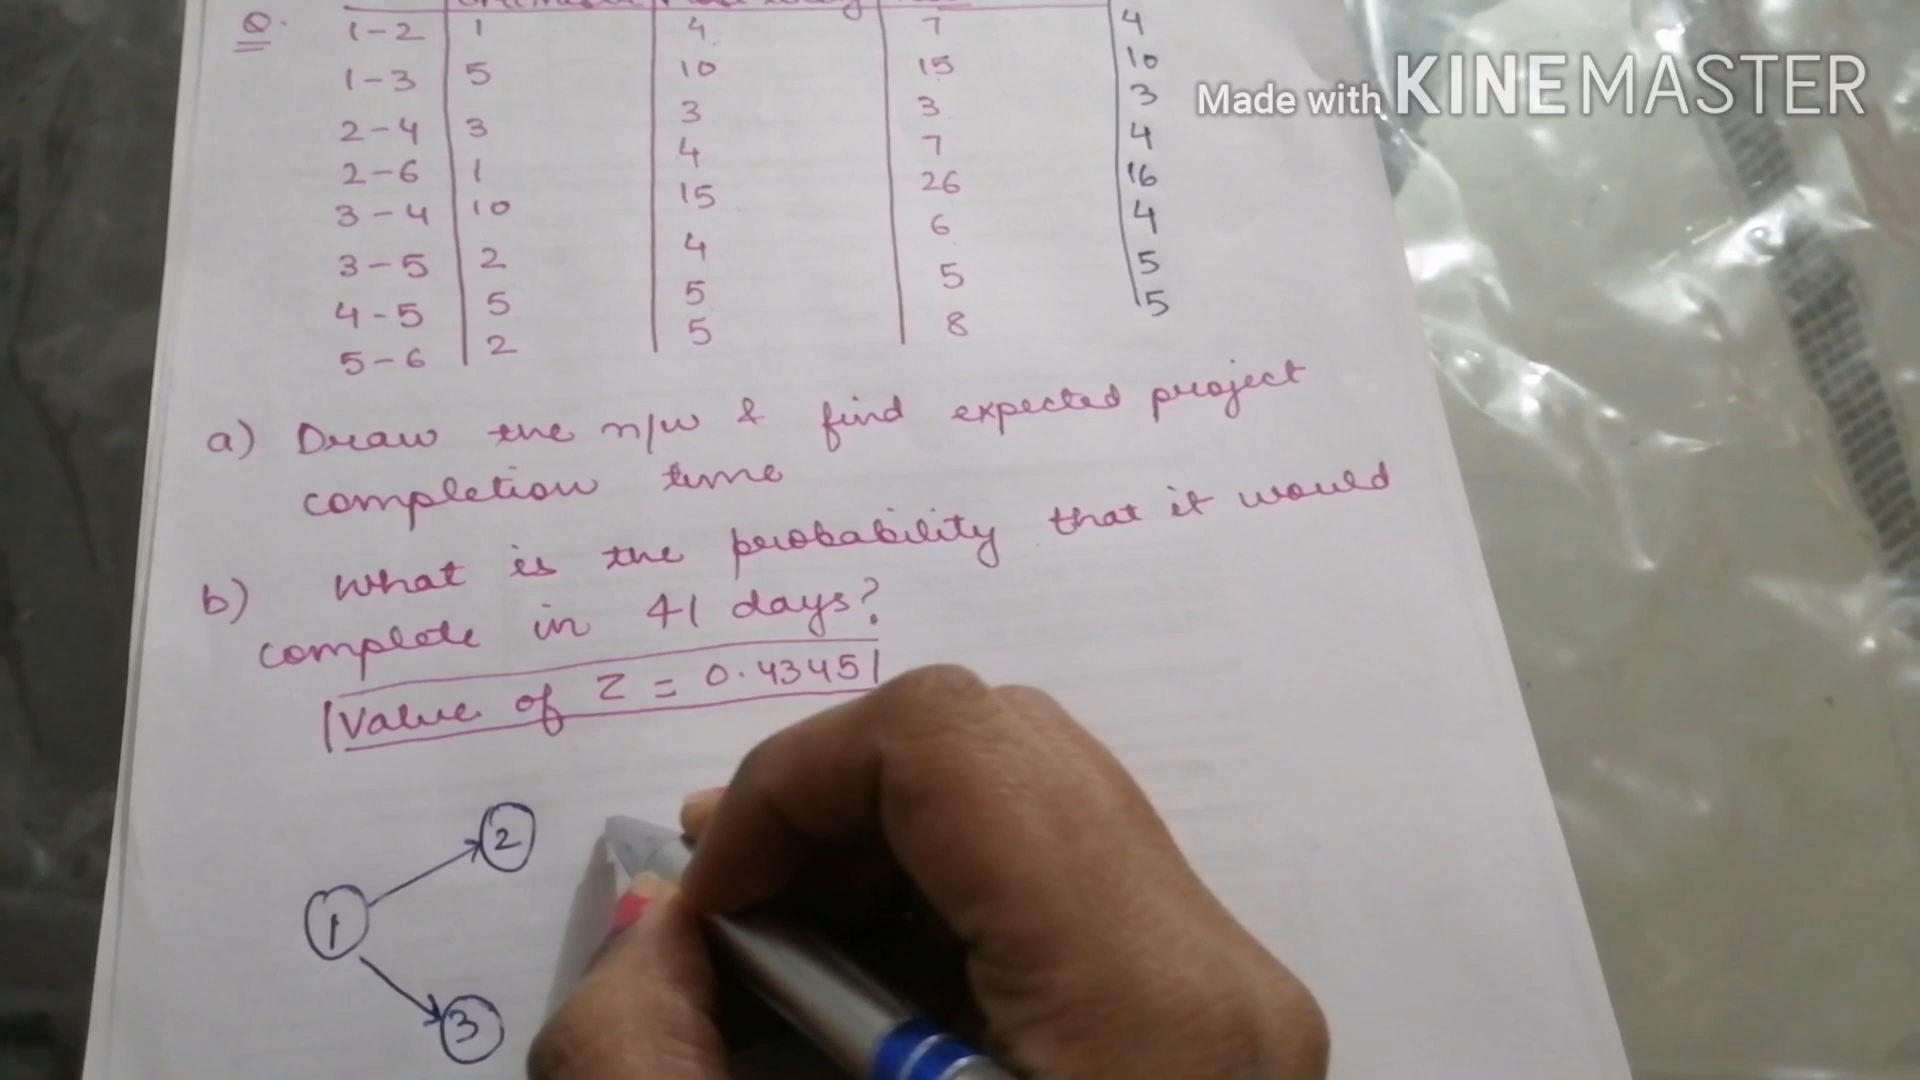 Q. 1-2 1 4 7 4
1-3 5 10 15 10
2-4 3 3 3 3
2-6 1 4 7 4
3-4 10 15 26 16
3-5 2 4 6 4
4-5 5 5 5 5
5-6 2 5 8 5
a) Draw the n/w & find expected project
completion time
b) What is the probability that it would
complete in 41 days?
Value of Z = 0.4345
1
2
3
Made with KINEMASTER